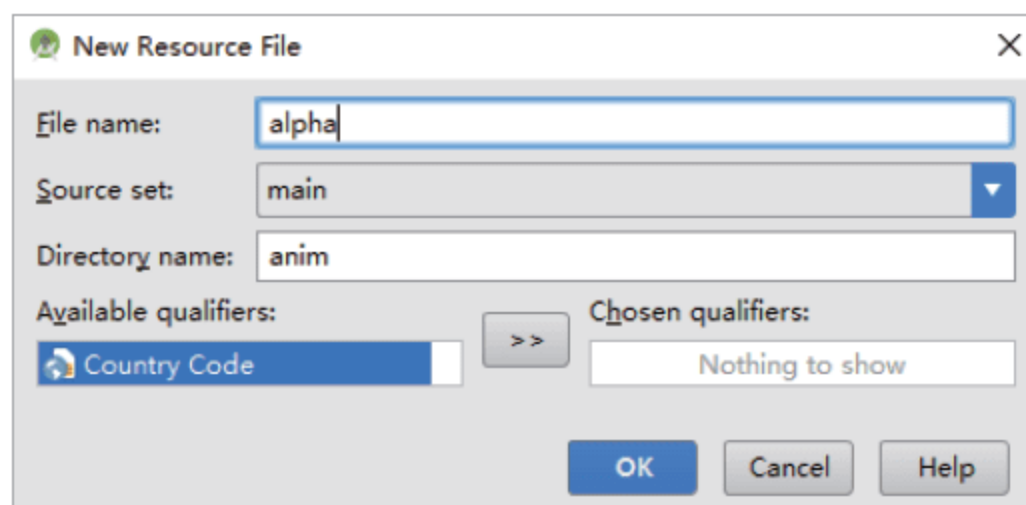 New Resource File
File name: alpha
Source set: main
Directory name: anim
Available qualifiers: Chosen qualifiers:
>>
Country Code Nothing to show
OK Cancel Help